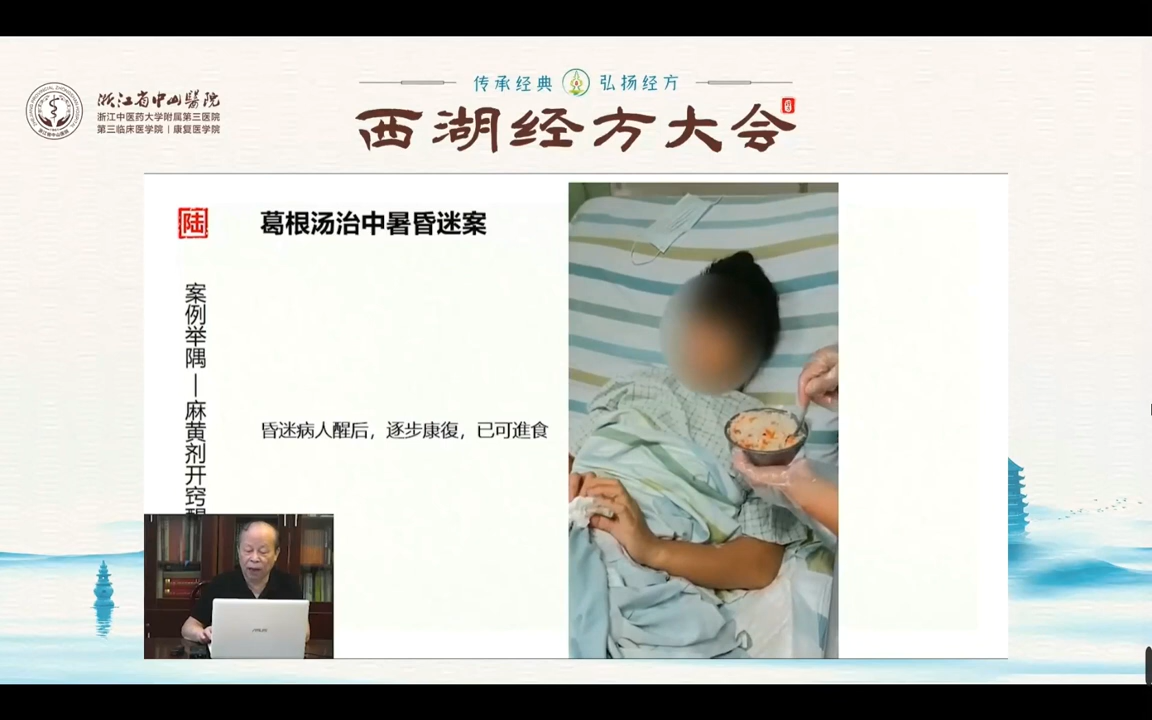 传承经典 弘扬经方
西湖经方大会
浙江省中山醫院
浙江中医药大学附属第三医院
第三临床医学院 | 康复医学院
陆
葛根汤治中暑昏迷案
案例举隅—麻黄剂开窍醒
昏迷病人醒后，逐步康復，已可進食
ASUS